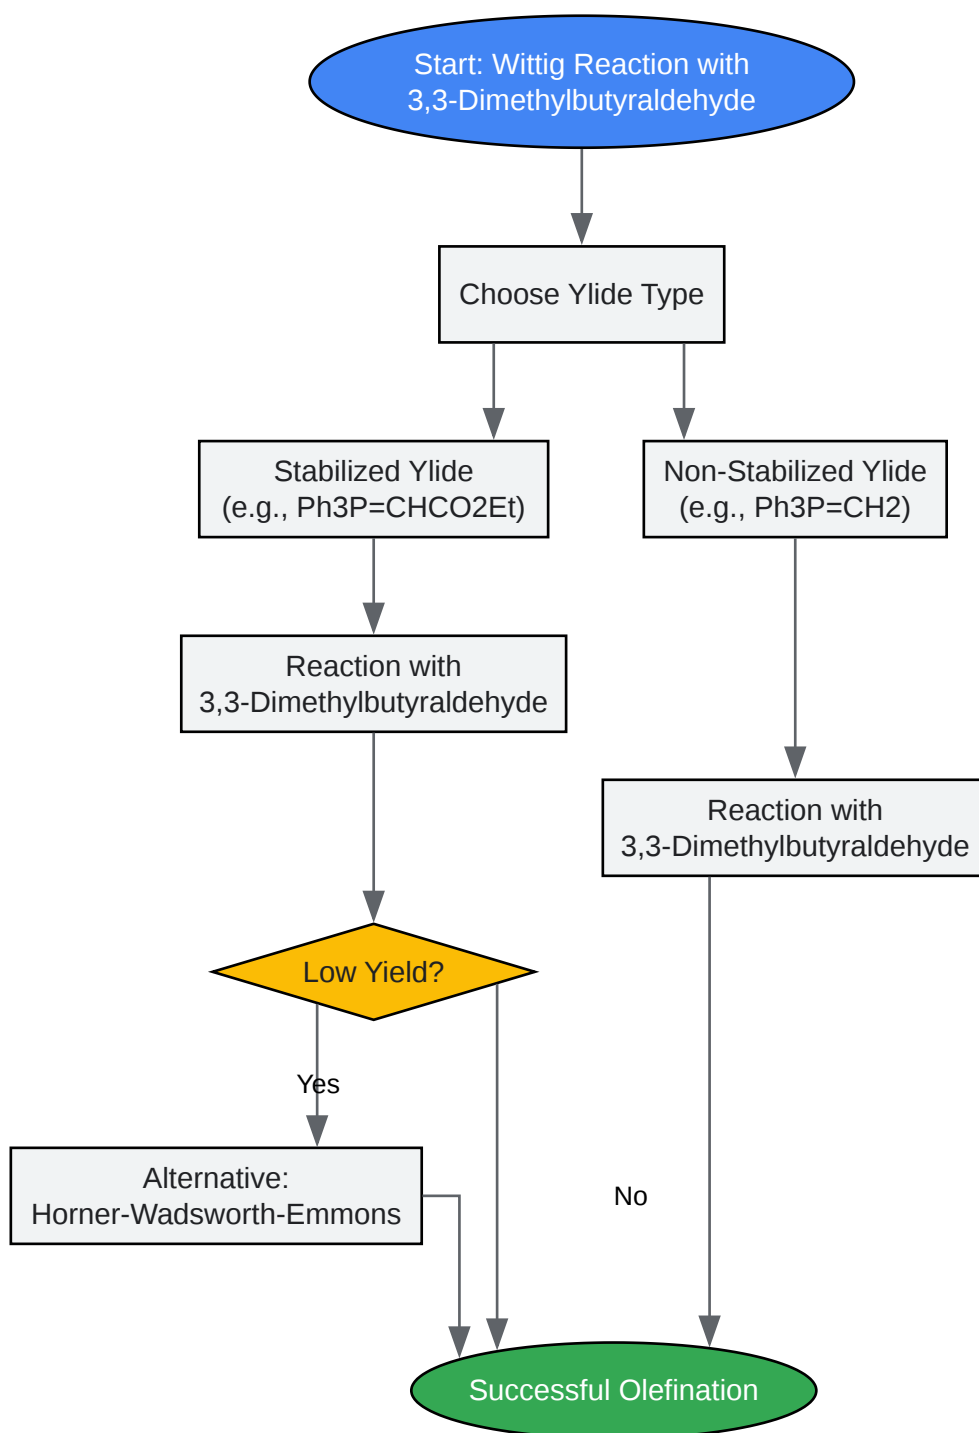 Start: Wittig Reaction with
3,3-Dimethylbutyraldehyde
Choose Ylide Type
Stabilized Ylide
(e.g., Ph3P=CHCO2Et)
Non-Stabilized Ylide
(e.g., Ph3P=CH2)
Reaction with
3,3-Dimethylbutyraldehyde
Reaction with
3,3-Dimethylbutyraldehyde
Low Yield?
Yes
Alternative:
Horner-Wadsworth-Emmons
No
Successful Olefination